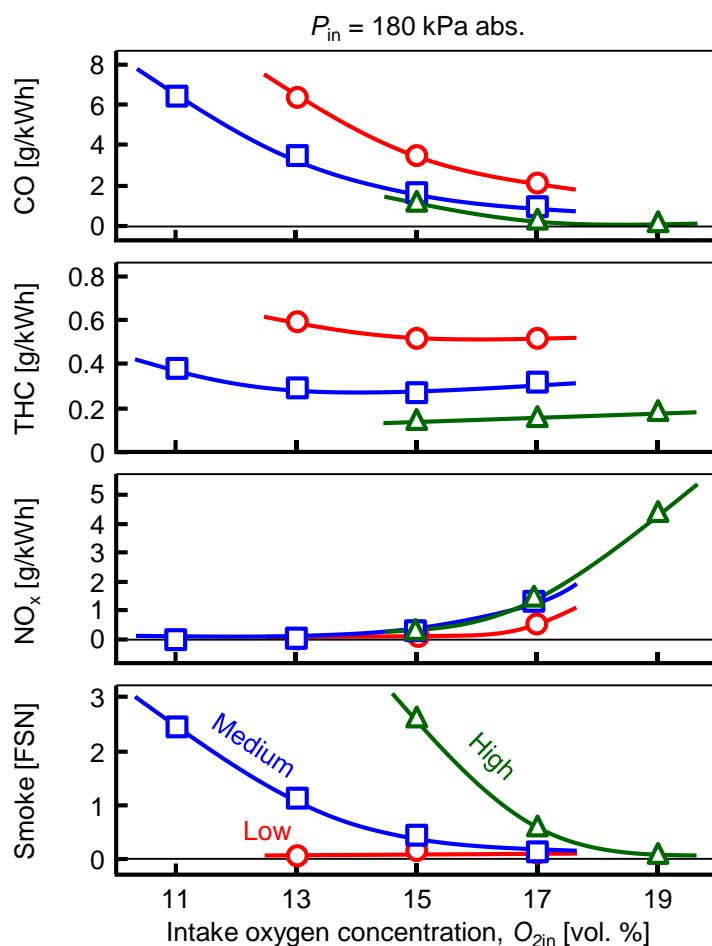 P_in = 180 kPa abs.
CO [g/kWh]
8
6
4
2
0
THC [g/kWh]
0.8
0.6
0.4
0.2
0
NO_x [g/kWh]
5
4
3
2
1
0
Smoke [FSN]
3
2
1
0
Medium
High
Low
11 13 15 17 19
Intake oxygen concentration, O_2in [vol. %]